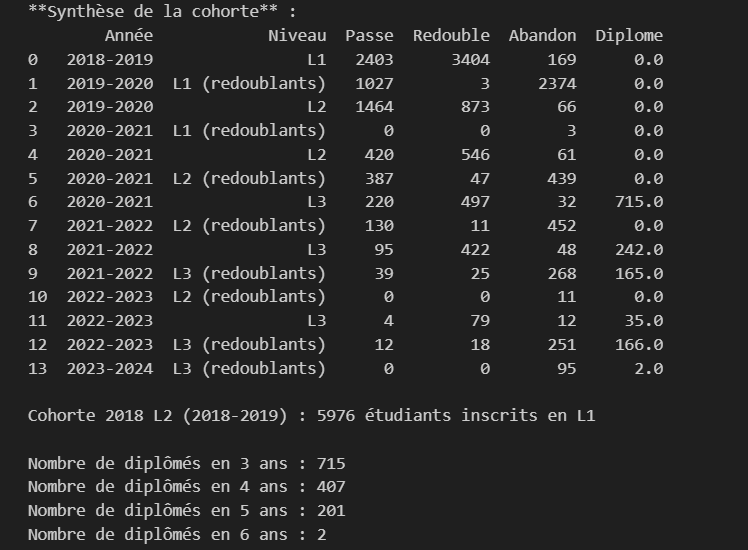 **Synthèse de la cohorte** :
Année Niveau Passe Redouble Abandon Diplome
0 2018-2019 L1 2403 3404 169 0.0
1 2019-2020 L1 (redoublants) 1027 3 2374 0.0
2 2019-2020 L2 1464 873 66 0.0
3 2020-2021 L1 (redoublants) 0 0 3 0.0
4 2020-2021 L2 420 546 61 0.0
5 2020-2021 L2 (redoublants) 387 47 439 0.0
6 2020-2021 L3 220 497 32 715.0
7 2021-2022 L2 (redoublants) 130 11 452 0.0
8 2021-2022 L3 95 422 48 242.0
9 2021-2022 L3 (redoublants) 39 25 268 165.0
10 2022-2023 L2 (redoublants) 0 0 11 0.0
11 2022-2023 L3 4 79 12 35.0
12 2022-2023 L3 (redoublants) 12 18 251 166.0
13 2023-2024 L3 (redoublants) 0 0 95 2.0
Cohorte 2018 L2 (2018-2019) : 5976 étudiants inscrits en L1
Nombre de diplômés en 3 ans : 715
Nombre de diplômés en 4 ans : 407
Nombre de diplômés en 5 ans : 201
Nombre de diplômés en 6 ans : 2